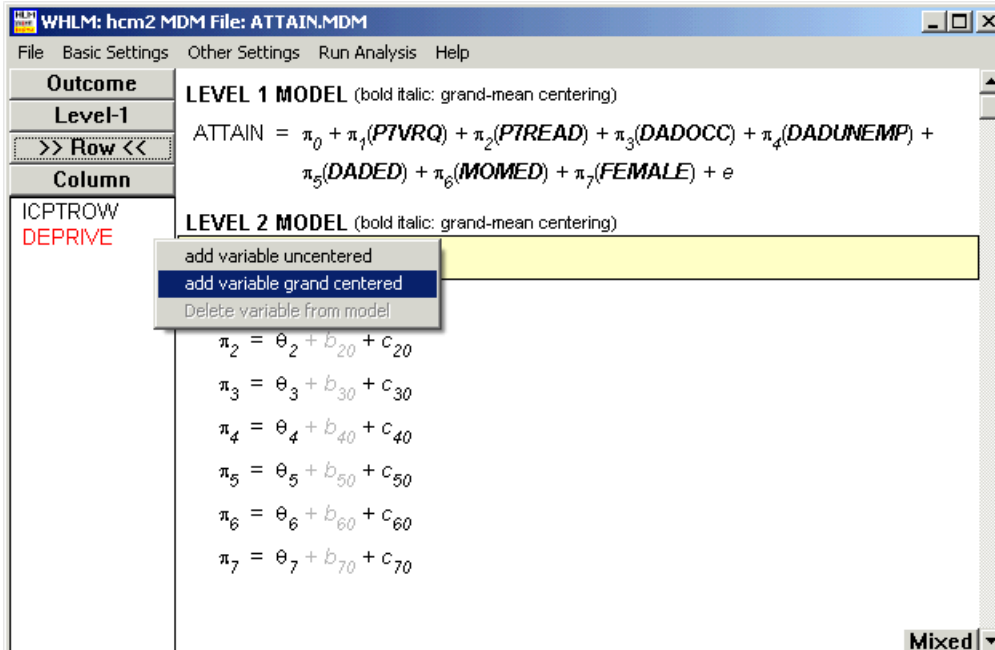 WHLM: hcm2 MDM File: ATTAIN.MDM
File Basic Settings Other Settings Run Analysis Help
Outcome
Level-1
>> Row <<
Column
ICPTROW
DEPRIVE
LEVEL 1 MODEL (bold italic: grand-mean centering)
ATTAIN = π0 + π1(P7VRQ) + π2(P7READ) + π3(DADOCC) + π4(DADUNEMP) +
π5(DADED) + π6(MOMED) + π7(FEMALE) + e
LEVEL 2 MODEL (bold italic: grand-mean centering)
add variable uncentered
add variable grand centered
Delete variable from model
π2 = θ2 + b20 + c20
π3 = θ3 + b30 + c30
π4 = θ4 + b40 + c40
π5 = θ5 + b50 + c50
π6 = θ6 + b60 + c60
π7 = θ7 + b70 + c70
Mixed